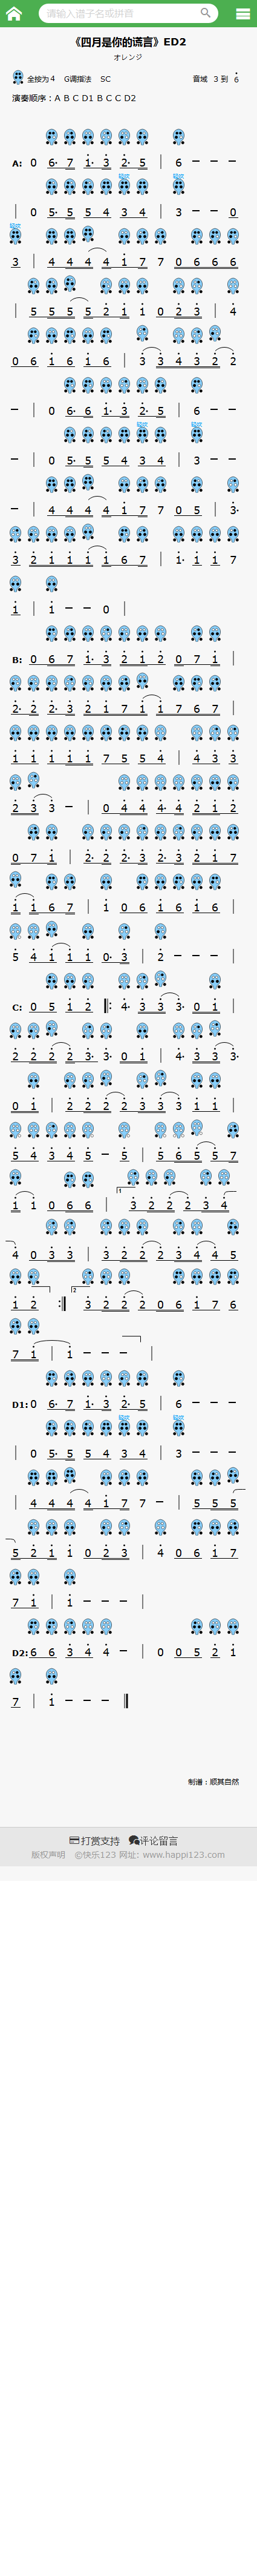 请输入谱子名或拼音
《四月是你的谎言》ED2
オレンジ
全按为4 G调指法 SC 音域 3 到 6
演奏顺序：A B C D1 B C C D2
A: 0 6· 7 1· 3 2· 5 | 6 － － －
| 0 5· 5 5 4 3 4 | 3 － － 0
3 | 4 4 4 4 1 7 7 0 6 6 6
| 5 5 5 5 2 1 1 0 2 3 | 4
0 6 1 6 1 6 | 3 3 4 3 2 2
－ | 0 6· 6 1· 3 2· 5 | 6 － －
－ | 0 5· 5 5 4 3 4 | 3 － －
－ | 4 4 4 4 1 7 7 0 5 | 3·
3 2 1 1 1 1 6 7 | 1· 1 1 7
1 | 1 － － 0 |
B: 0 6 7 1· 3 2 1 2 0 7 1 |
2· 2 2· 3 2 1 7 1 1 7 6 7 |
1 1 1 1 1 7 5 5 4 | 4 3 3
2 3 3 － | 0 4 4 4· 4 2 1 2
0 7 1 | 2· 2 2· 3 2· 3 2 1 7
1 1 6 7 | 1 0 6 1 6 1 6 |
5 4 1 1 1 0· 3 | 2 － － －
C: 0 5 1 2 |: 4· 3 3 3· 0 1 |
2 2 2 2 3· 3· 0 1 | 4· 3 3 3·
0 1 | 2 2 2 2 3 3 3 1 1 |
5 4 3 4 5 － 5 | 5 6 5 5 7
1 1 0 6 6 | 1 3 2 2 2 3 4
4 0 3 3 | 3 2 2 2 3 4 4 5
1 2 :| 2 3 2 2 2 0 6 1 7 6
7 1 | 1 － － － |
D1: 0 6· 7 1· 3 2· 5 | 6 － － －
| 0 5· 5 5 4 3 4 | 3 － － －
| 4 4 4 4 1 7 7 － | 5 5 5
5 2 1 1 0 2 3 | 4 0 6 1 7
7 1 | 1 － － － |
D2: 6 6 3 4 4 － | 0 0 5 2 1
7 | 1 － － － ‖
制谱：顺其自然
打赏支持 评论留言
版权声明 ©快乐123 网址: www.happi123.com